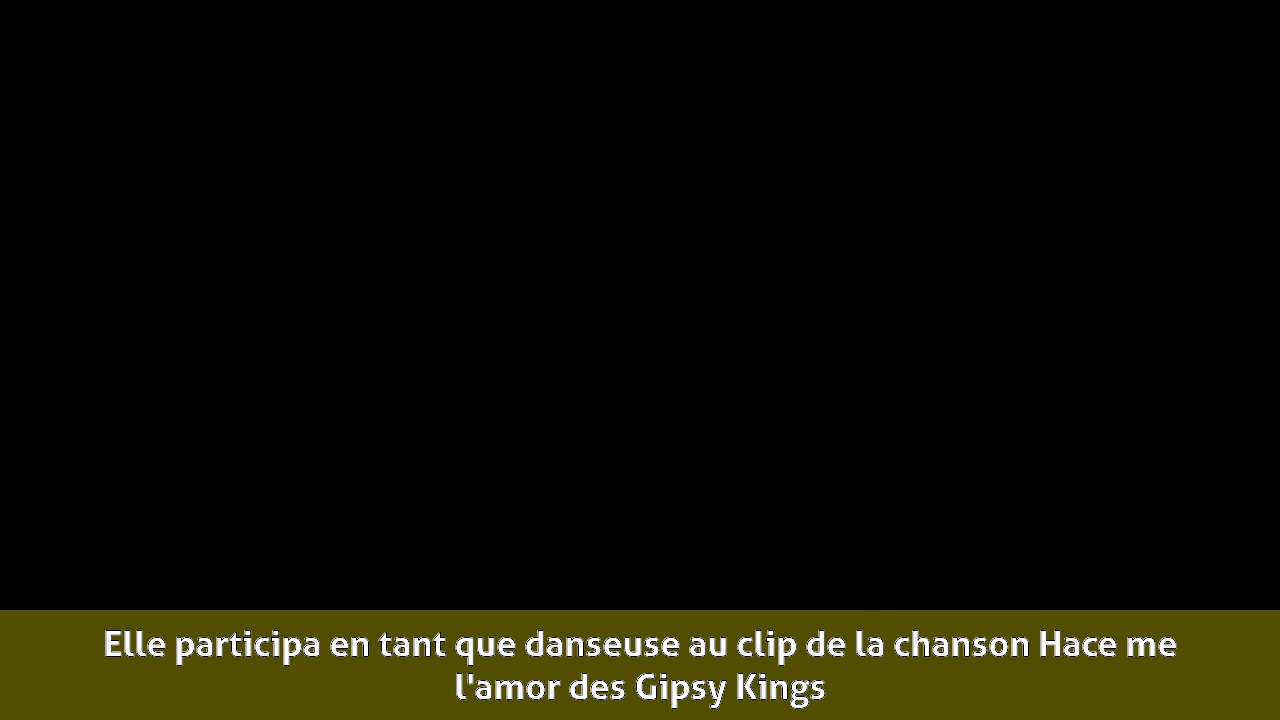 Elle participa en tant que danseuse au clip de la chanson Hace me
l'amor des Gipsy Kings